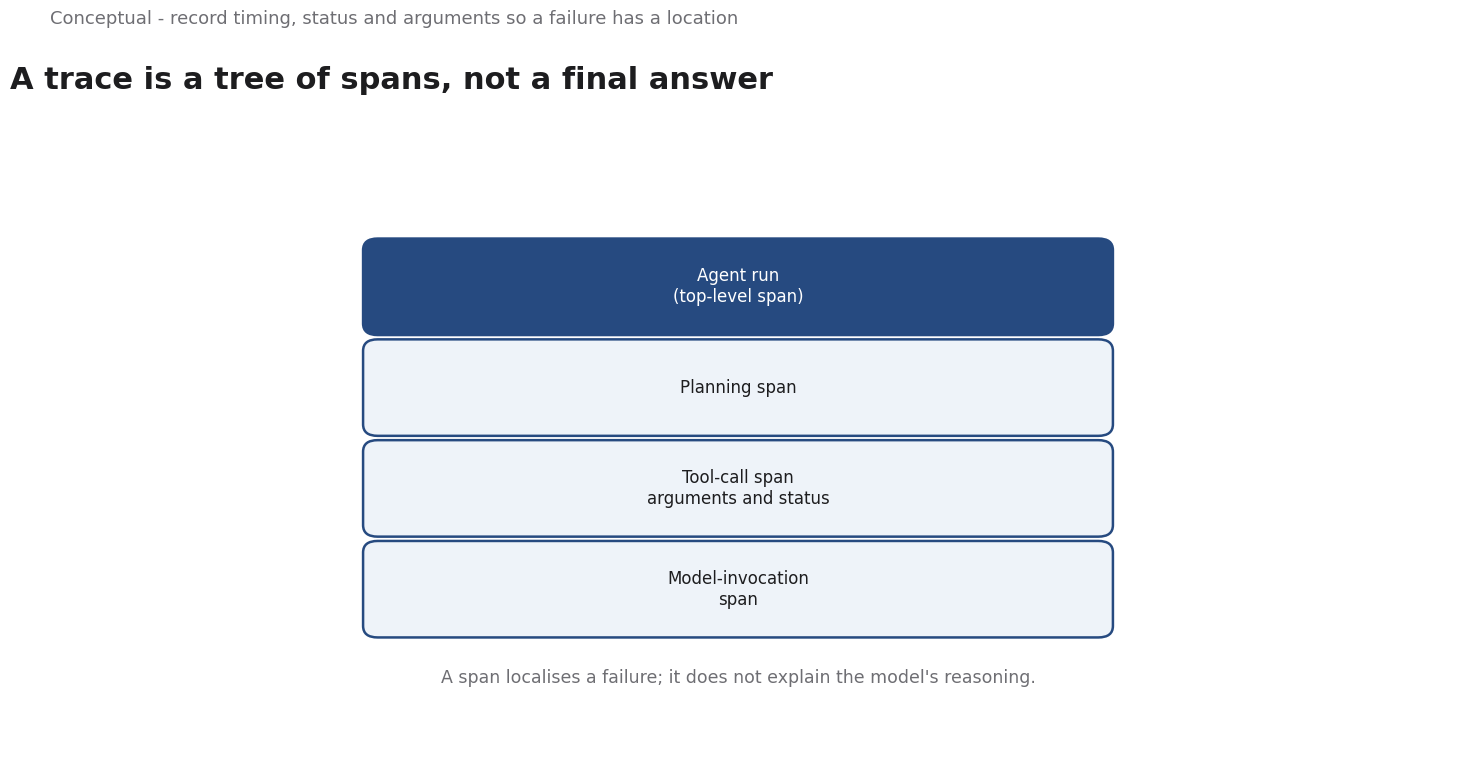 Conceptual - record timing, status and arguments so a failure has a location
A trace is a tree of spans, not a final answer
Agent run
(top-level span)
Planning span
Tool-call span
arguments and status
Model-invocation
span
A span localises a failure; it does not explain the model's reasoning.